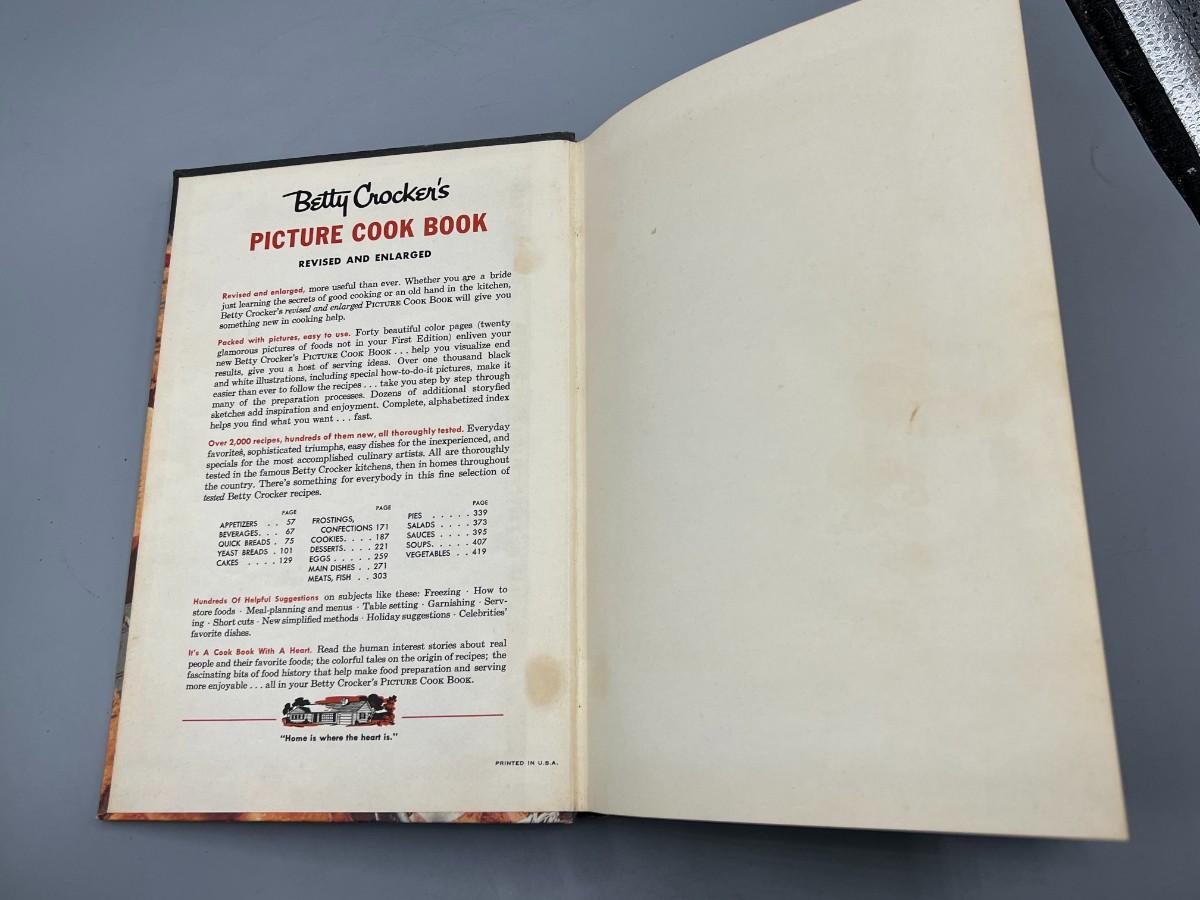 Betty Crocker's
PICTURE COOK BOOK
REVISED AND ENLARGED
Revised and enlarged, more useful than ever. Whether you are a bride
just learning the secrets of good cooking or an old hand in the kitchen,
Betty Crocker's revised and enlarged PICTURE COOK BOOK will give you
something new in cooking help.
Packed with pictures, easy to use. Forty beautiful color pages (twenty
glamorous pictures of foods not in your First Edition) enliven your
new Betty Crocker's PICTURE COOK BOOK . . . help you visualize end
results, give you a host of serving ideas. Over one thousand black
and white illustrations, including special how-to-do-it pictures, make it
easier than ever to follow the recipes . . . take you step by step through
many of the preparation processes. Dozens of additional storyfied
sketches add inspiration and enjoyment. Complete, alphabetized index
helps you find what you want . . . fast.
Over 2,000 recipes, hundreds of them new, all thoroughly tested. Everyday
favorites, sophisticated triumphs, easy dishes for the inexperienced, and
specials for the most accomplished culinary artists. All are thoroughly
tested in the famous Betty Crocker kitchens, then in homes throughout
the country. There's something for everybody in this fine selection of
tested Betty Crocker recipes.
PAGE
APPETIZERS . . 57
BEVERAGES. . . 67
QUICK BREADS . 75
YEAST BREADS . 101
CAKES . . . . 129
PAGE
FROSTINGS,
CONFECTIONS 171
COOKIES. . . . 187
DESSERTS. . . . 221
EGGS . . . . . 259
MAIN DISHES . . 271
MEATS, FISH . . 303
PAGE
PIES . . . . . 339
SALADS . . . . 373
SAUCES . . . . 395
SOUPS. . . . . 407
VEGETABLES . . 419
Hundreds Of Helpful Suggestions on subjects like these: Freezing · How to
store foods · Meal-planning and menus · Table setting · Garnishing · Serv-
ing · Short cuts · New simplified methods · Holiday suggestions · Celebrities'
favorite dishes.
It's A Cook Book With A Heart. Read the human interest stories about real
people and their favorite foods; the colorful tales on the origin of recipes; the
fascinating bits of food history that help make food preparation and serving
more enjoyable . . . all in your Betty Crocker's PICTURE COOK BOOK.
"Home is where the heart is."
PRINTED IN U.S.A.